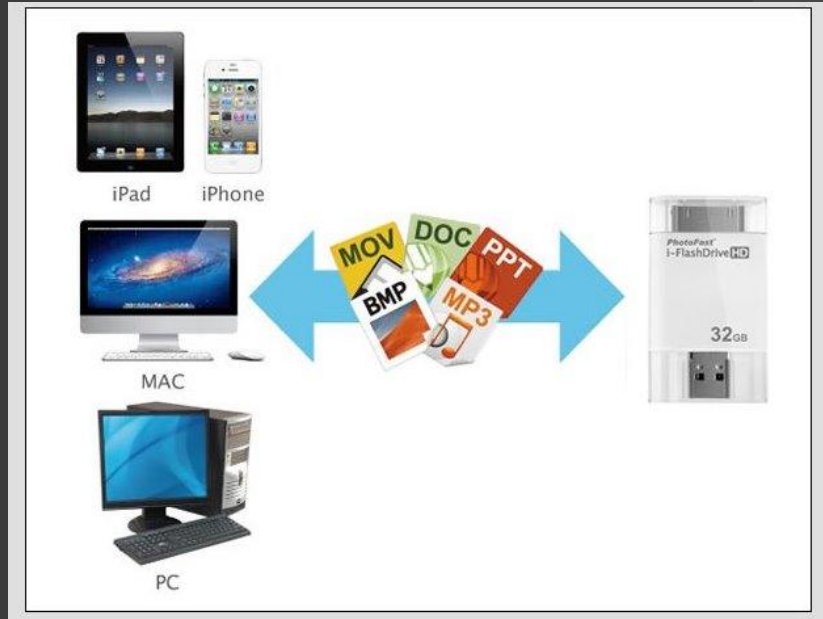 iPad iPhone
MOV DOC PPT
BMP MP3
PhotoFast
i-FlashDrive HD
32GB
MAC
PC